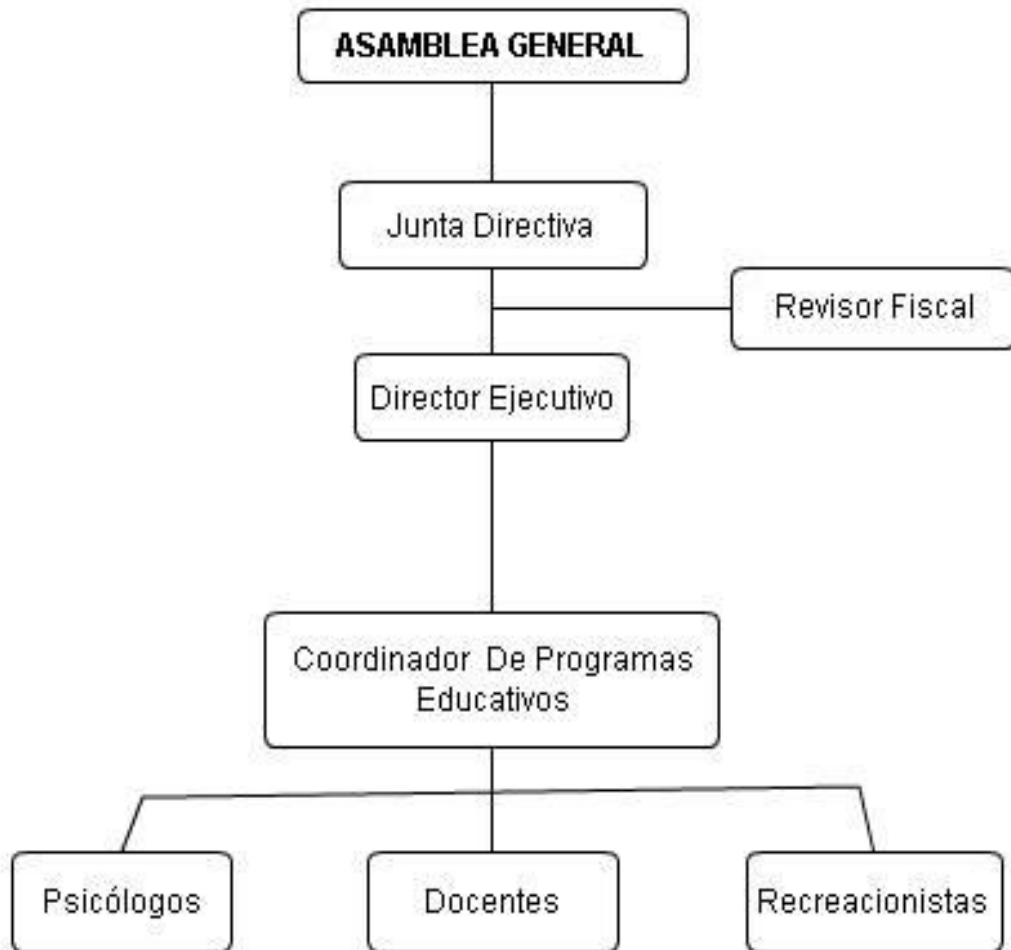 ASAMBLEA GENERAL
Junta Directiva
Revisor Fiscal
Director Ejecutivo
Coordinador De Programas
Educativos
Psicólogos
Docentes
Recreacionistas